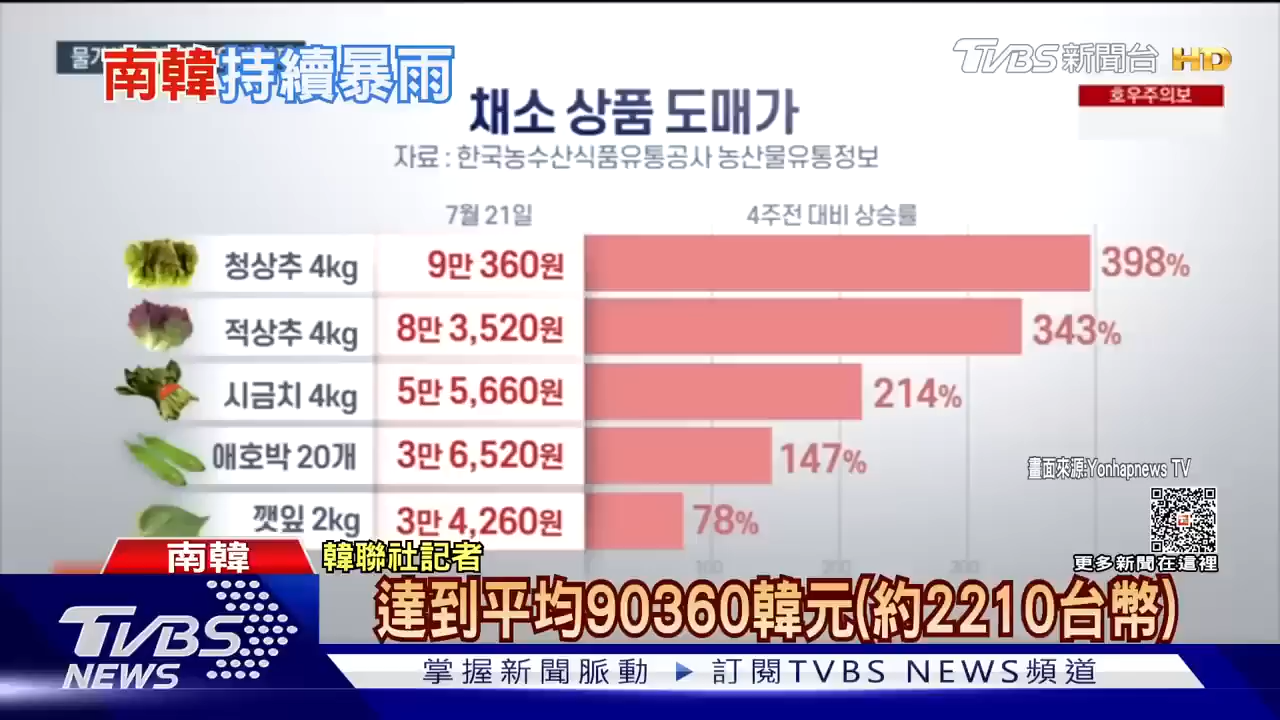 南韓持續暴雨
TVBS新聞台 HD
호우주의보
채소 상품 도매가
자료 : 한국농수산식품유통공사 농산물유통정보
7월 21일 4주전 대비 상승률
청상추 4kg 9만 360원 398%
적상추 4kg 8만 3,520원 343%
시금치 4kg 5만 5,660원 214%
애호박 20개 3만 6,520원 147%
깻잎 2kg 3만 4,260원 78%
畫面來源:Yonhapnews TV
更多新聞在這裡
南韓
韓聯社記者
達到平均90360韓元(約2210台幣)
TVBS NEWS
掌握新聞脈動 訂閱TVBS NEWS頻道